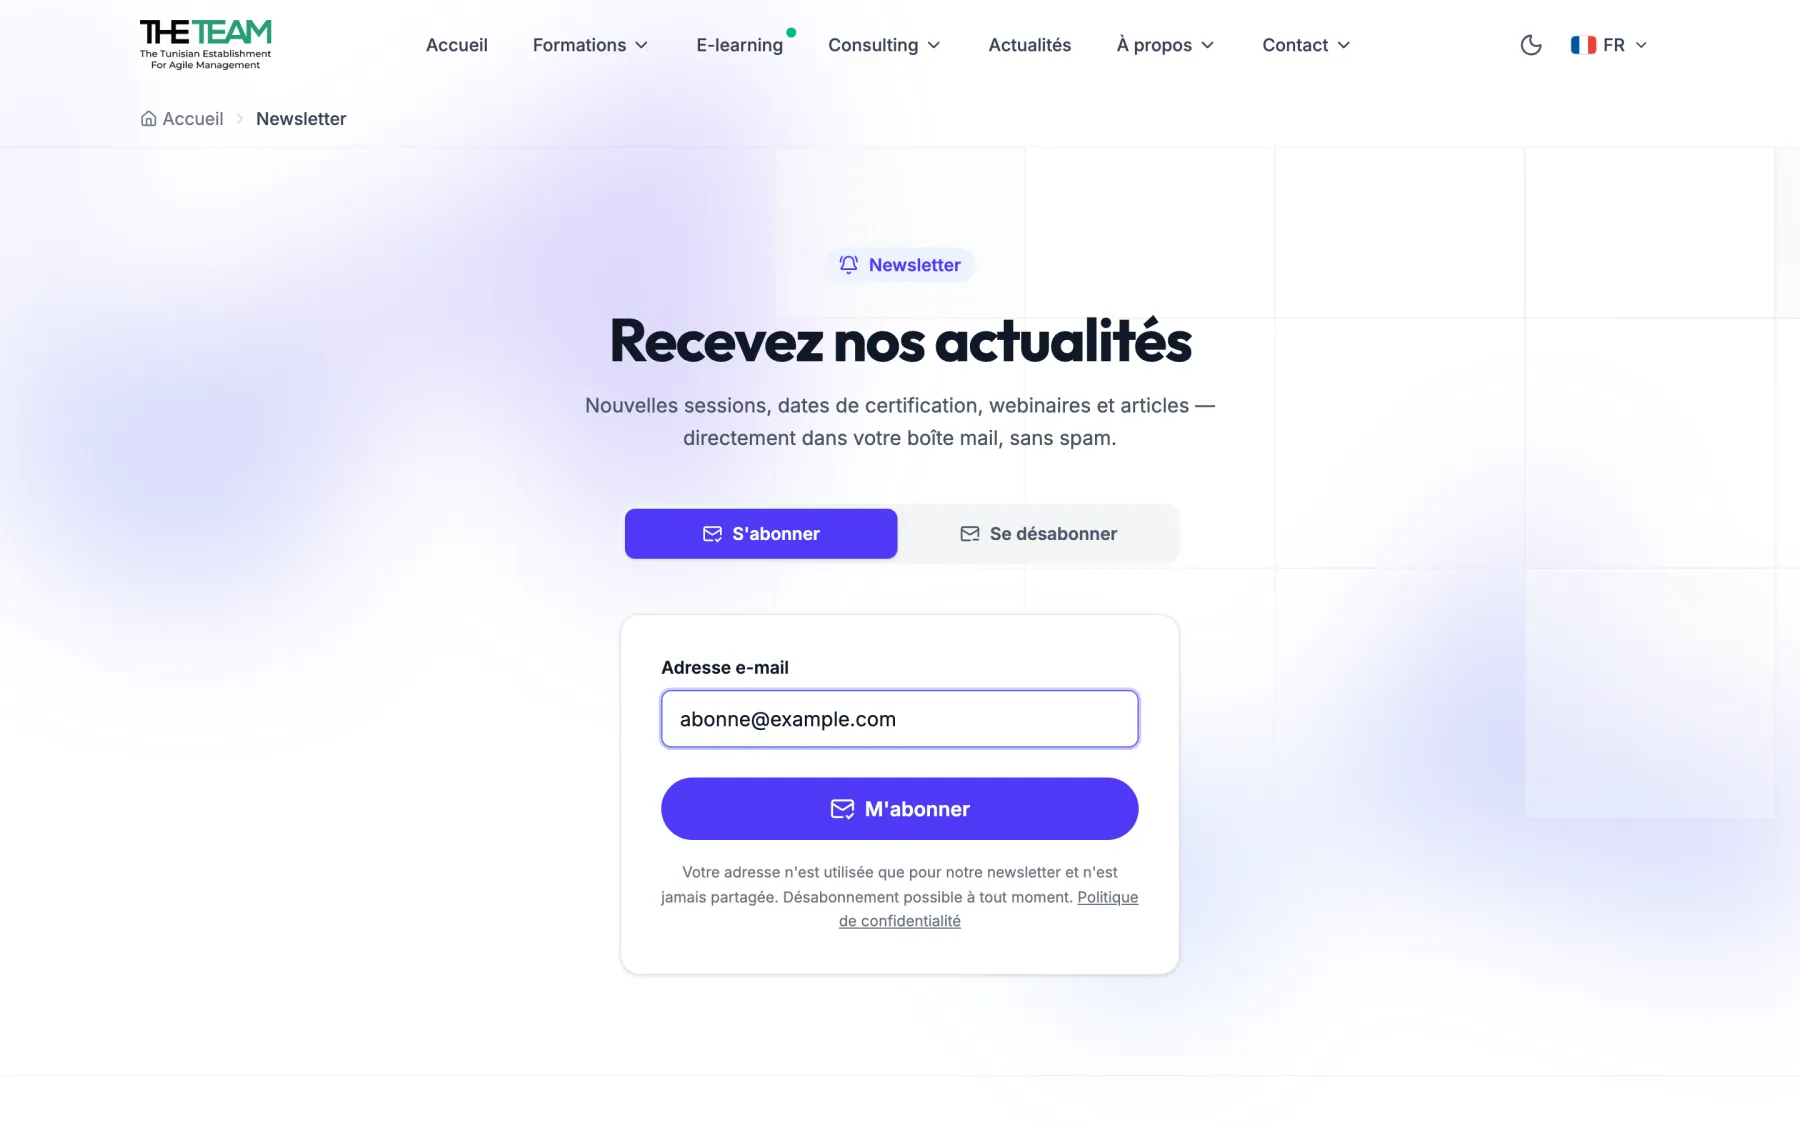 THETEAM
The Tunisian Establishment
For Agile Management
Accueil
Formations
E-learning
Consulting
Actualités
À propos
Contact
FR
Accueil
Newsletter
Newsletter
Recevez nos actualités
Nouvelles sessions, dates de certification, webinaires et articles —
directement dans votre boîte mail, sans spam.
S'abonner
Se désabonner
Adresse e-mail
abonne@example.com
M'abonner
Votre adresse n'est utilisée que pour notre newsletter et n'est
jamais partagée. Désabonnement possible à tout moment. Politique
de confidentialité